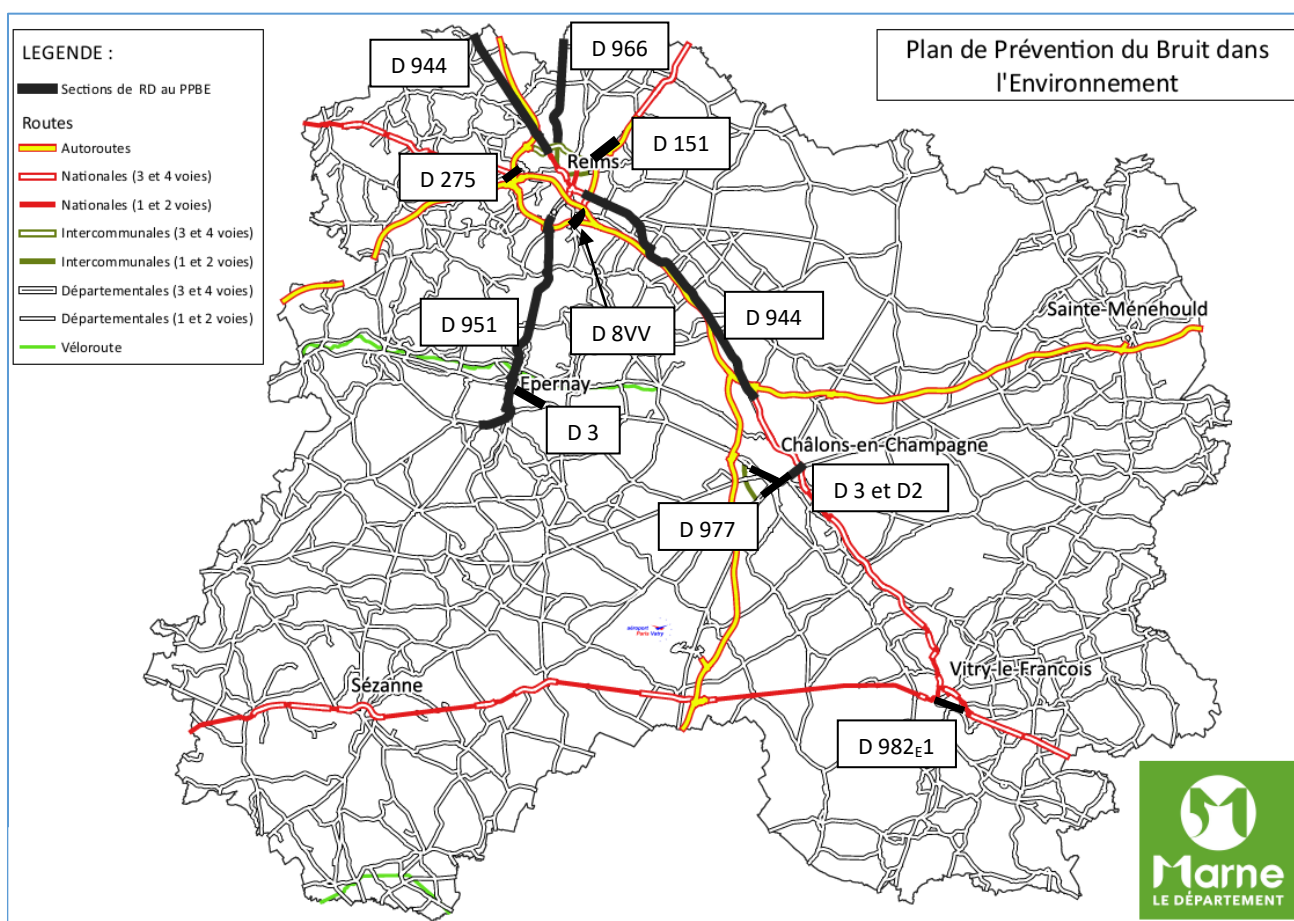 LEGENDE :
Sections de RD au PPBE
Routes
Autoroutes
Nationales (3 et 4 voies)
Nationales (1 et 2 voies)
Intercommunales (3 et 4 voies)
Intercommunales (1 et 2 voies)
Départementales (3 et 4 voies)
Départementales (1 et 2 voies)
Véloroute
Plan de Prévention du Bruit dans
l'Environnement
D 944
D 966
D 151
Reims
D 275
D 951
D 8VV
D 944
Sainte-Ménehould
Epernay
D 3
Châlons-en-Champagne
D 3 et D2
D 977
aéroport
Paris Vatry
Sézanne
Vitry-le-Francois
D 982E1
Marne
LE DÉPARTEMENT